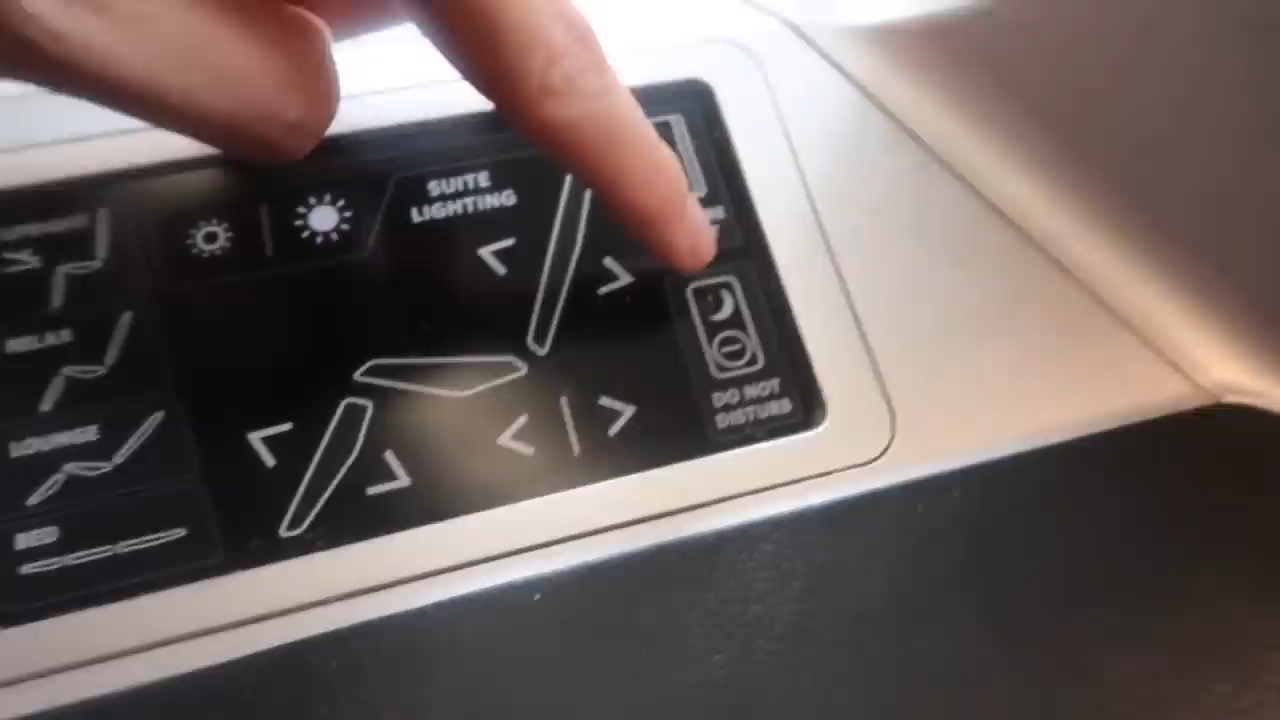 SUITE
LIGHTING
RELAX
LOUNGE
BED
DO NOT
DISTURB